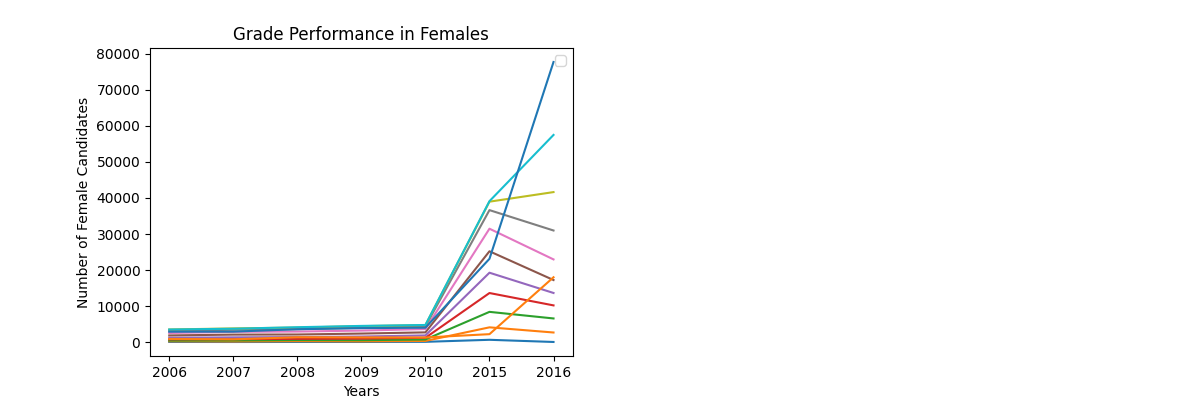 Grade Performance in Females
80000
70000
60000
50000
40000
30000
20000
10000
0
Number of Female Candidates
2006 2007 2008 2009 2010 2015 2016
Years